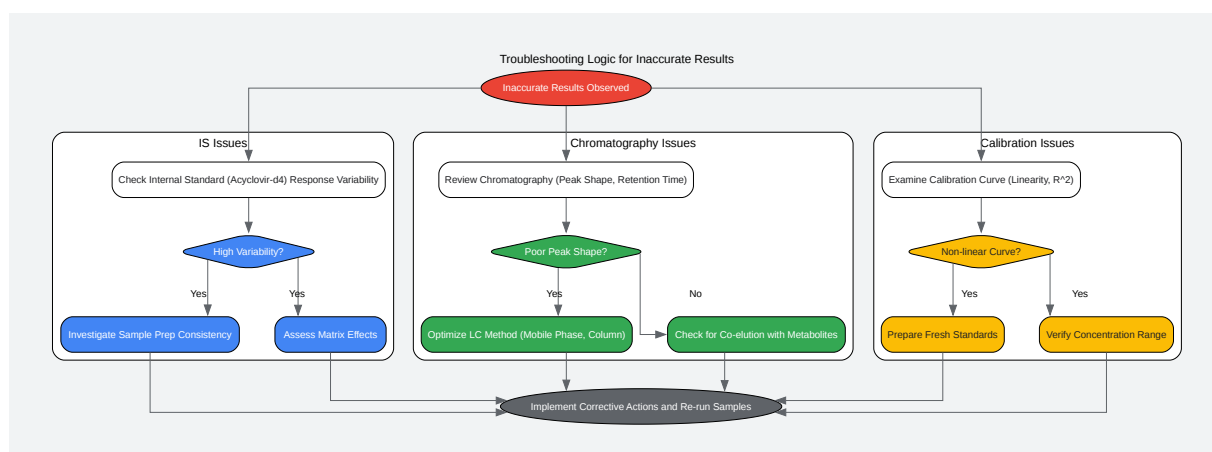 Troubleshooting Logic for Inaccurate Results
Inaccurate Results Observed
IS Issues
Chromatography Issues
Calibration Issues
Check Internal Standard (Acyclovir-d4) Response Variability
Review Chromatography (Peak Shape, Retention Time)
Examine Calibration Curve (Linearity, R^2)
High Variability?
Poor Peak Shape?
Non-linear Curve?
Yes
Yes
Yes
No
Yes
Yes
Investigate Sample Prep Consistency
Assess Matrix Effects
Optimize LC Method (Mobile Phase, Column)
Check for Co-elution with Metabolites
Prepare Fresh Standards
Verify Concentration Range
Implement Corrective Actions and Re-run Samples